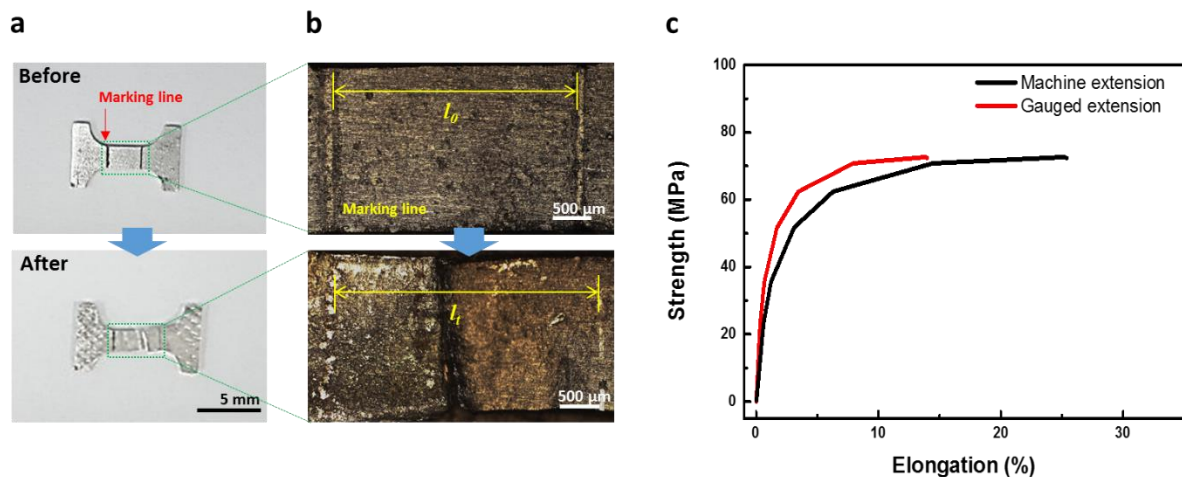 a
Before
Marking line
After
5 mm
b
l₀
Marking line
500 µm
lₜ
500 µm
c
100
80
60
40
20
0
Strength (MPa)
Machine extension
Gauged extension
0 10 20 30
Elongation (%)